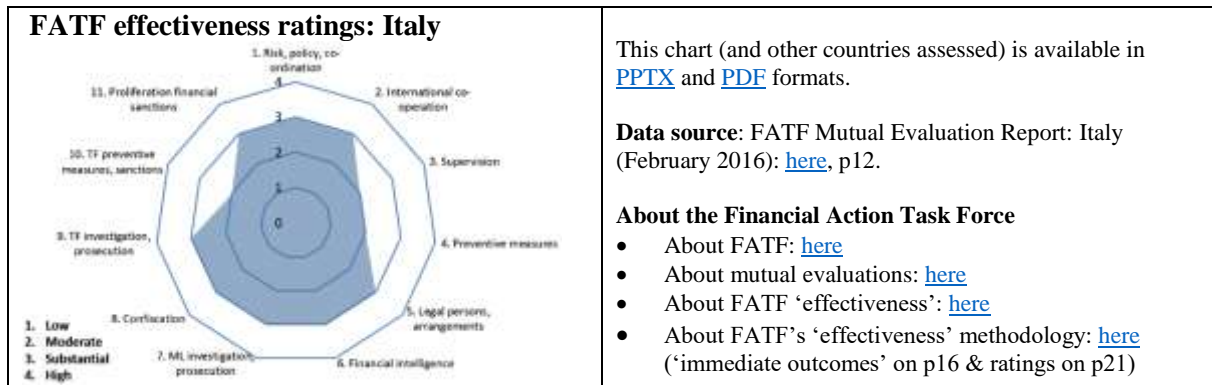 FATF effectiveness ratings: Italy
1. Risk, policy, co-
ordination
2. International co-
operation
3. Supervision
4. Preventive measures
5. Legal persons,
arrangements
6. Financial intelligence
7. ML investigation,
prosecution
8. Confiscation
9. TF investigation,
prosecution
10. TF preventive
measures, sanctions
11. Proliferation financial
sanctions
4
3
2
1
0
1. Low
2. Moderate
3. Substantial
4. High
This chart (and other countries assessed) is available in
PPTX and PDF formats.
Data source: FATF Mutual Evaluation Report: Italy
(February 2016): here, p12.
About the Financial Action Task Force
• About FATF: here
• About mutual evaluations: here
• About FATF ‘effectiveness’: here
• About FATF’s ‘effectiveness’ methodology: here
(‘immediate outcomes’ on p16 & ratings on p21)